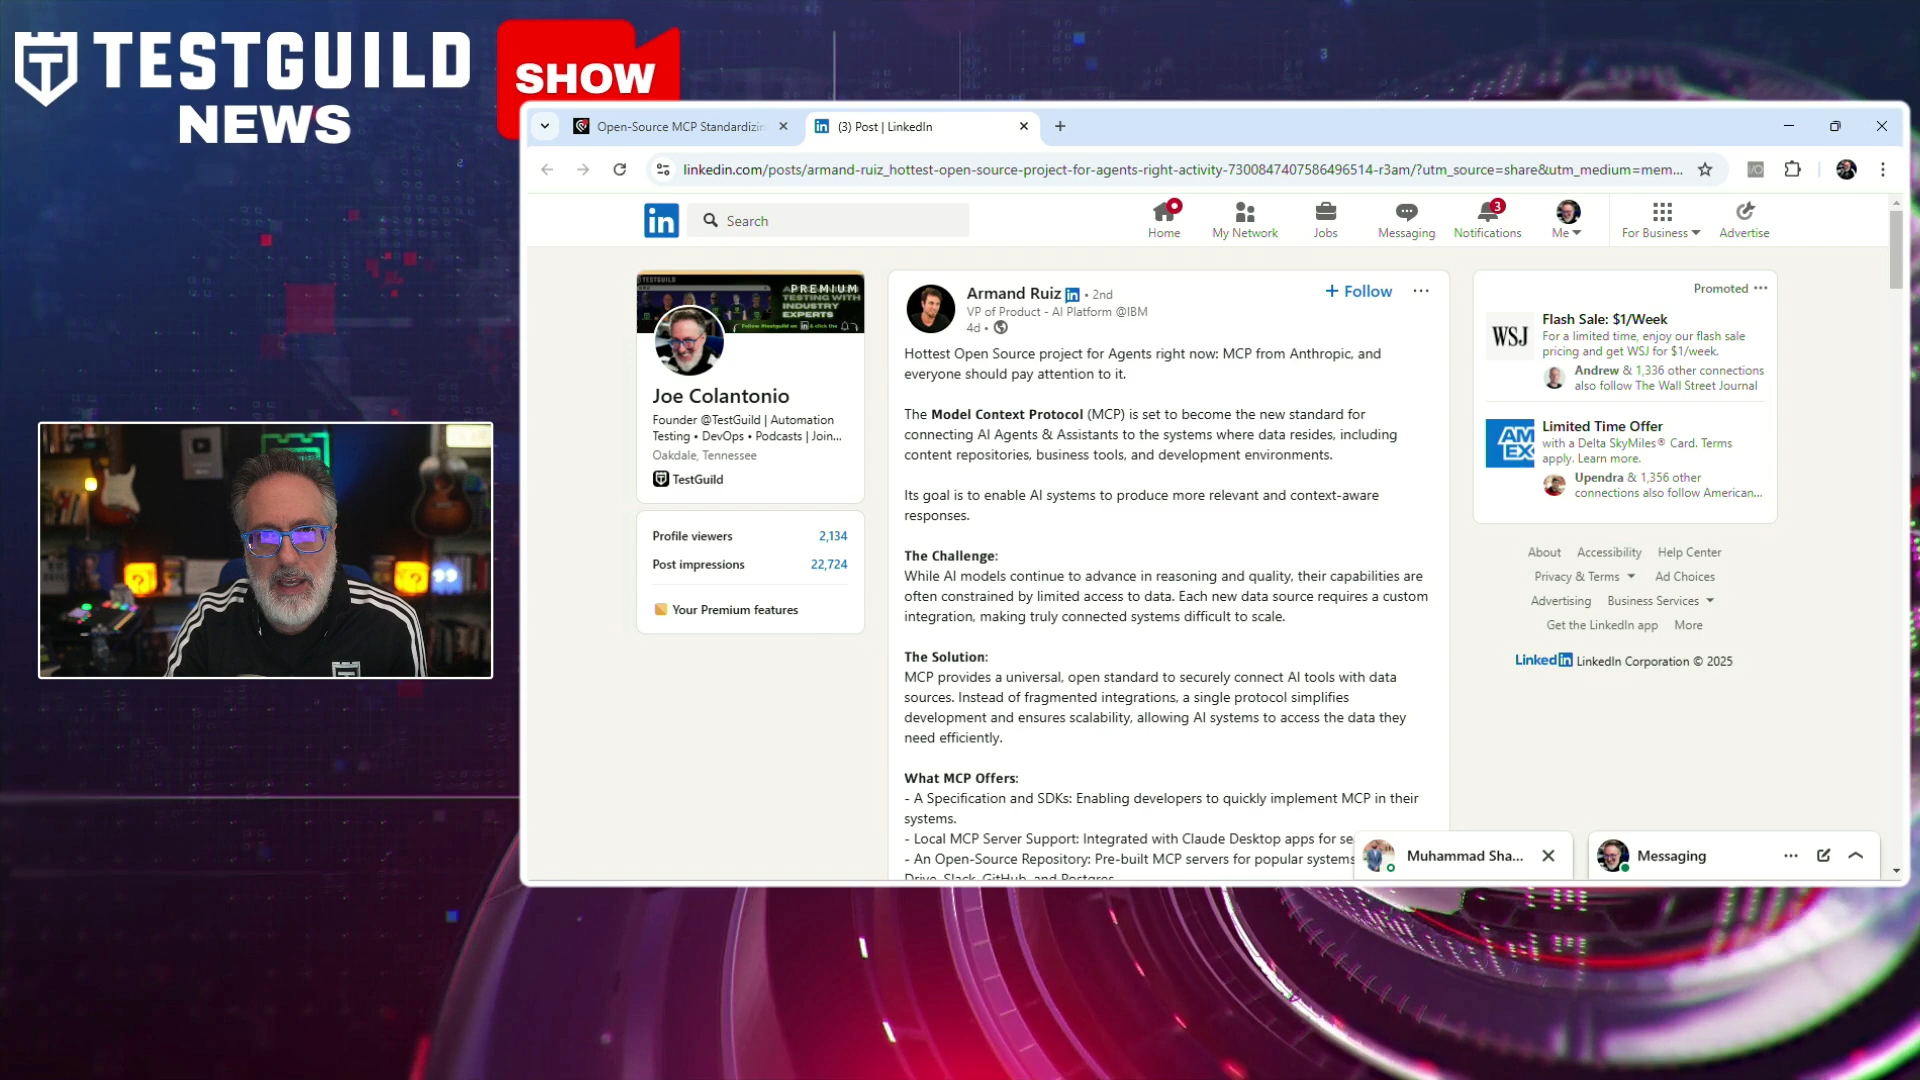 TESTGUILD
NEWS
SHOW
Open-Source MCP Standardizin
(3) Post | LinkedIn
linkedin.com/posts/armand-ruiz_hottest-open-source-project-for-agents-right-activity-7300847407586496514-r3am/?utm_source=share&utm_medium=mem...
in
Search
Home
My Network
Jobs
Messaging
3
Notifications
Me
For Business
Advertise
TESTGUILD
PREMIUM
TESTING WITH
INDUSTRY
EXPERTS
Joe Colantonio
Founder @TestGuild | Automation
Testing • DevOps • Podcasts | Join...
Oakdale, Tennessee
TestGuild
Profile viewers 2,134
Post impressions 22,724
Your Premium features
Armand Ruiz in • 2nd
VP of Product - AI Platform @IBM
4d •
+ Follow
Hottest Open Source project for Agents right now: MCP from Anthropic, and
everyone should pay attention to it.
The Model Context Protocol (MCP) is set to become the new standard for
connecting AI Agents & Assistants to the systems where data resides, including
content repositories, business tools, and development environments.
Its goal is to enable AI systems to produce more relevant and context-aware
responses.
The Challenge:
While AI models continue to advance in reasoning and quality, their capabilities are
often constrained by limited access to data. Each new data source requires a custom
integration, making truly connected systems difficult to scale.
The Solution:
MCP provides a universal, open standard to securely connect AI tools with data
sources. Instead of fragmented integrations, a single protocol simplifies
development and ensures scalability, allowing AI systems to access the data they
need efficiently.
What MCP Offers:
- A Specification and SDKs: Enabling developers to quickly implement MCP in their
systems.
- Local MCP Server Support: Integrated with Claude Desktop apps for se
- An Open-Source Repository: Pre-built MCP servers for popular systems
Drive, Slack, GitHub, and Postgres
Promoted
WSJ
Flash Sale: $1/Week
For a limited time, enjoy our flash sale
pricing and get WSJ for $1/week.
Andrew & 1,336 other connections
also follow The Wall Street Journal
AM
EX
Limited Time Offer
with a Delta SkyMiles® Card. Terms
apply. Learn more.
Upendra & 1,356 other
connections also follow American...
About Accessibility Help Center
Privacy & Terms Ad Choices
Advertising Business Services
Get the LinkedIn app More
LinkedIn LinkedIn Corporation © 2025
Muhammad Sha...
Messaging